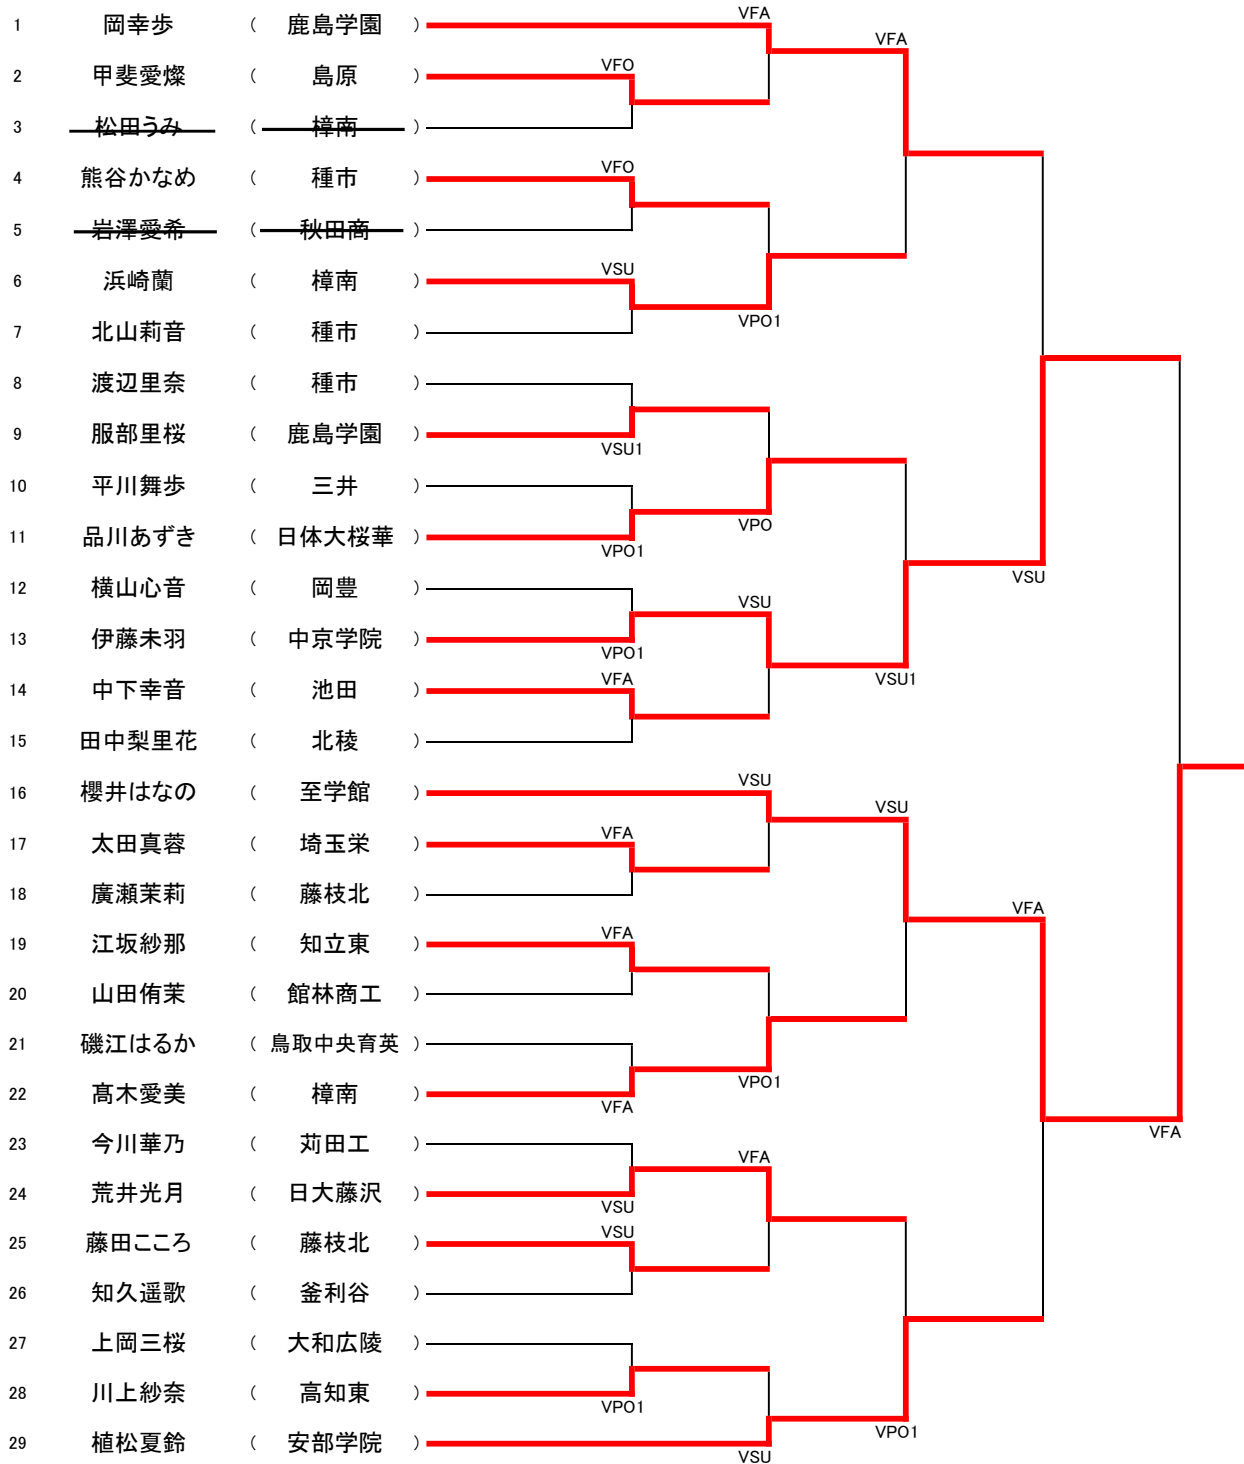 1 岡幸歩 ( 鹿島学園 ) VFA
VFA
2 甲斐愛燦 ( 島原 ) VFO
3 松田うみ ( 樟南 )
4 熊谷かなめ ( 種市 ) VFO
5 岩澤愛希 ( 秋田商 )
6 浜崎蘭 ( 樟南 ) VSU
VPO1
7 北山莉音 ( 種市 )
8 渡辺里奈 ( 種市 )
9 服部里桜 ( 鹿島学園 )
VSU1
10 平川舞歩 ( 三井 )
VPO
11 品川あずき ( 日体大桜華 )
VPO1
VSU
12 横山心音 ( 岡豊 )
VSU
13 伊藤未羽 ( 中京学院 )
VPO1
VSU1
14 中下幸音 ( 池田 ) VFA
15 田中梨里花 ( 北稜 )
16 櫻井はなの ( 至学館 ) VSU
VSU
17 太田真蓉 ( 埼玉栄 ) VFA
18 廣瀬茉莉 ( 藤枝北 )
VFA
19 江坂紗那 ( 知立東 ) VFA
20 山田侑茉 ( 館林商工 )
21 磯江はるか ( 鳥取中央育英 )
VPO1
22 髙木愛美 ( 樟南 )
VFA
VFA
23 今川華乃 ( 苅田工 )
VFA
24 荒井光月 ( 日大藤沢 )
VSU
25 藤田こころ ( 藤枝北 ) VSU
26 知久遥歌 ( 釜利谷 )
27 上岡三桜 ( 大和広陵 )
28 川上紗奈 ( 高知東 )
VPO1
VPO1
29 植松夏鈴 ( 安部学院 )
VSU